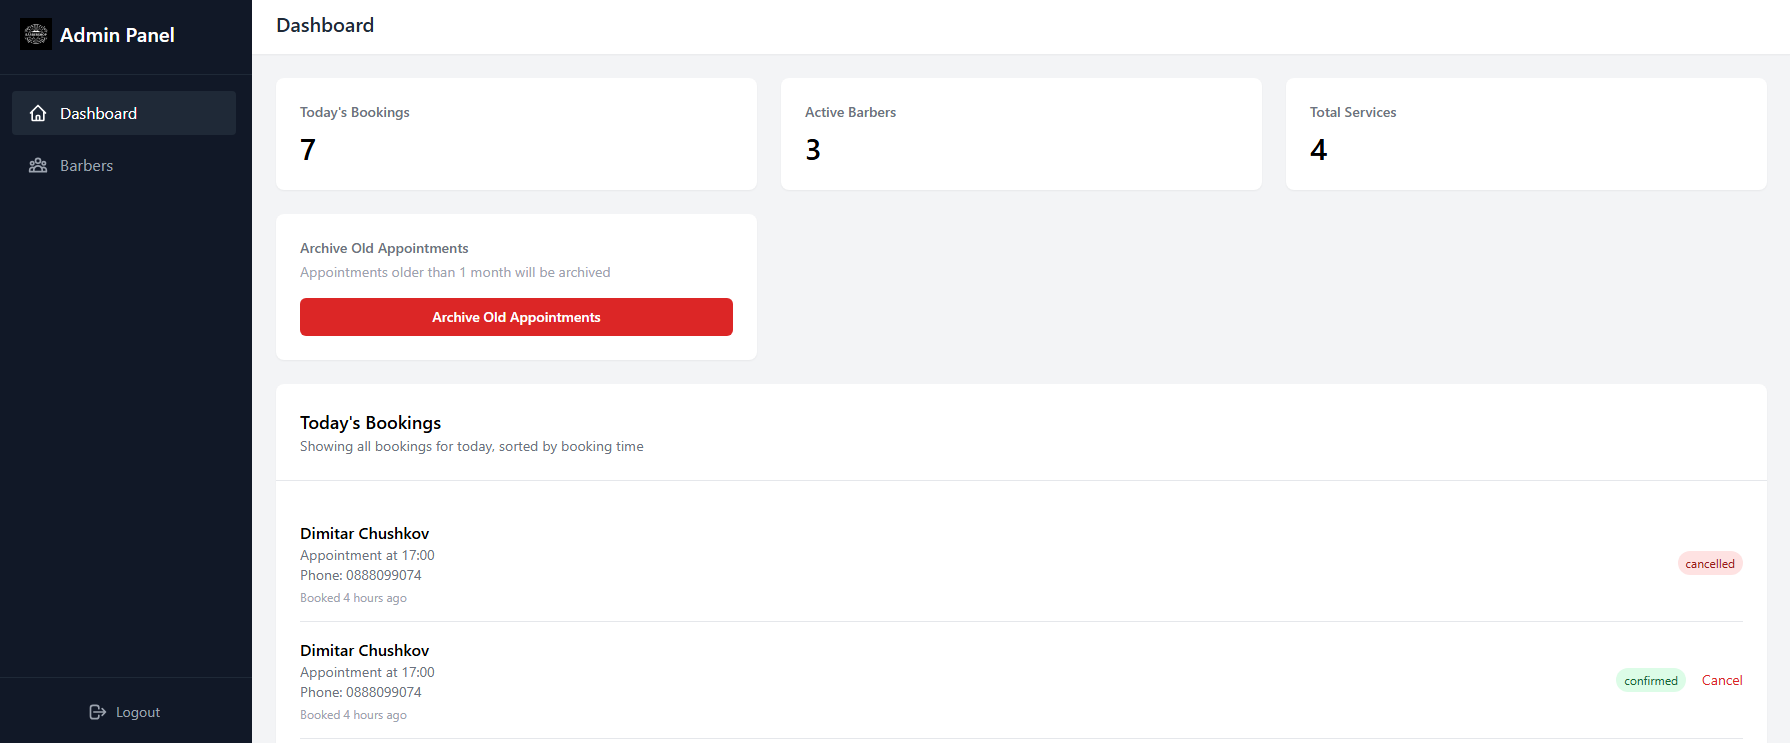 Admin Panel
Dashboard
Barbers
Logout
Dashboard
Today's Bookings
7
Active Barbers
3
Total Services
4
Archive Old Appointments
Appointments older than 1 month will be archived
Archive Old Appointments
Today's Bookings
Showing all bookings for today, sorted by booking time
Dimitar Chushkov
Appointment at 17:00
Phone: 0888099074
Booked 4 hours ago
cancelled
Dimitar Chushkov
Appointment at 17:00
Phone: 0888099074
Booked 4 hours ago
confirmed Cancel